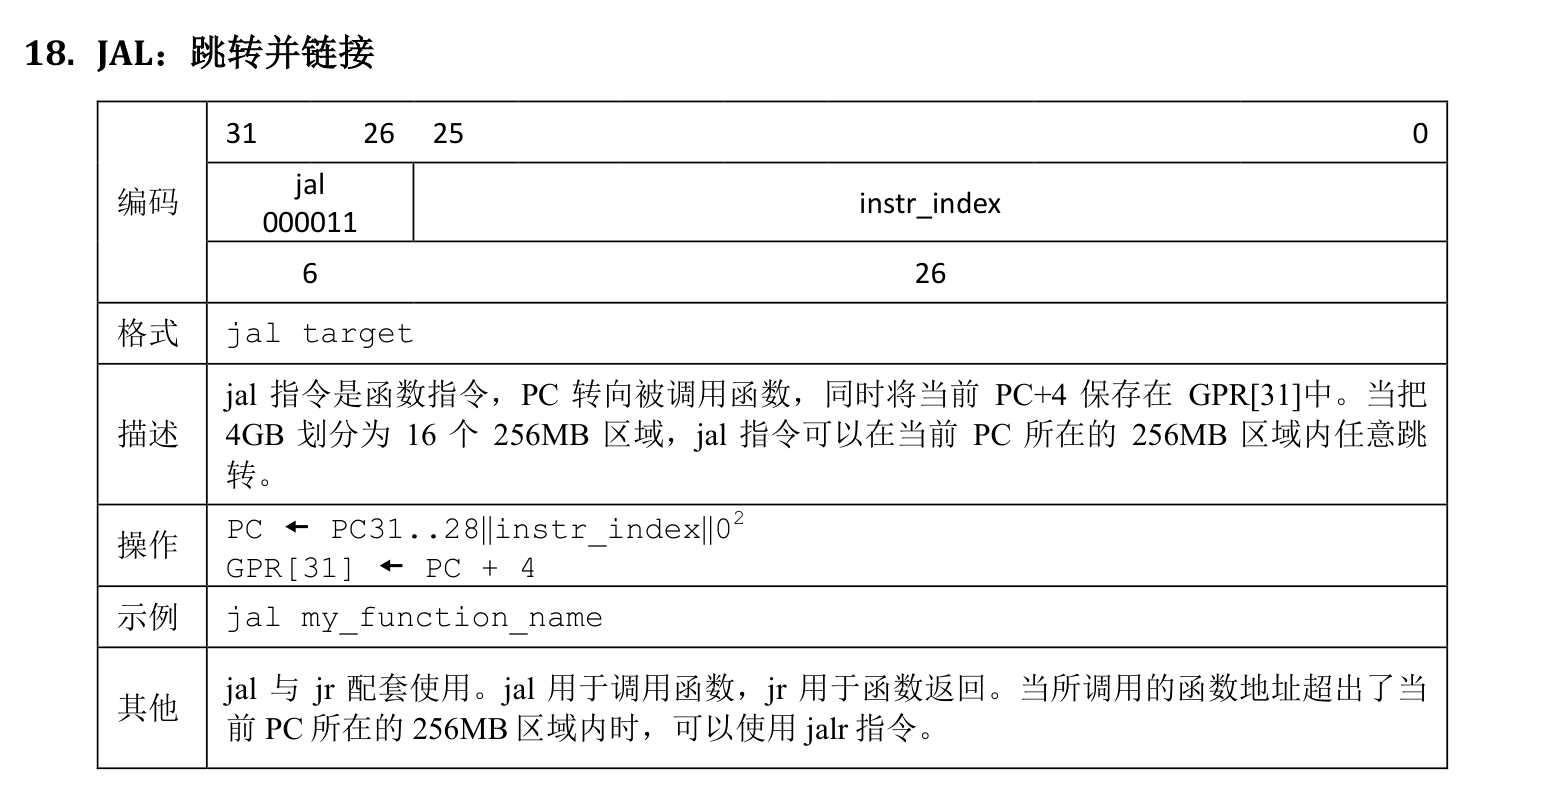 18. JAL：跳转并链接
编码
31 26 25 0
jal
000011
instr_index
6 26
格式
jal target
描述
jal 指令是函数指令，PC 转向被调用函数，同时将当前 PC+4 保存在 GPR[31]中。当把
4GB 划分为 16 个 256MB 区域，jal 指令可以在当前 PC 所在的 256MB 区域内任意跳
转。
操作
PC ← PC31..28||instr_index||0²
GPR[31] ← PC + 4
示例
jal my_function_name
其他
jal 与 jr 配套使用。jal 用于调用函数，jr 用于函数返回。当所调用的函数地址超出了当
前 PC 所在的 256MB 区域内时，可以使用 jalr 指令。